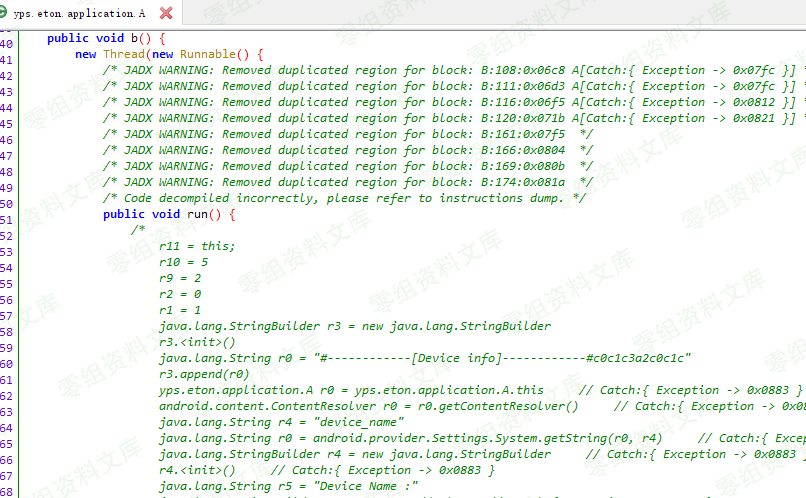 yps.eton.application.A
40 public void b() {
41 new Thread(new Runnable() {
42 /* JADX WARNING: Removed duplicated region for block: B:108:0x06c8 A[Catch:{ Exception -> 0x07fc }] *
43 /* JADX WARNING: Removed duplicated region for block: B:111:0x06d3 A[Catch:{ Exception -> 0x07fc }] *
44 /* JADX WARNING: Removed duplicated region for block: B:116:0x06f5 A[Catch:{ Exception -> 0x0812 }] *
45 /* JADX WARNING: Removed duplicated region for block: B:120:0x071b A[Catch:{ Exception -> 0x0821 }] *
46 /* JADX WARNING: Removed duplicated region for block: B:161:0x07f5 */
47 /* JADX WARNING: Removed duplicated region for block: B:166:0x0804 */
48 /* JADX WARNING: Removed duplicated region for block: B:169:0x080b */
49 /* JADX WARNING: Removed duplicated region for block: B:174:0x081a */
50 /* Code decompiled incorrectly, please refer to instructions dump. */
51 public void run() {
52 /*
53 r11 = this;
54 r10 = 5
55 r9 = 2
56 r2 = 0
57 r1 = 1
58 java.lang.StringBuilder r3 = new java.lang.StringBuilder
59 r3.<init>()
60 java.lang.String r0 = "#------------[Device info]------------#c0c1c3a2c0c1c"
61 r3.append(r0)
62 yps.eton.application.A r0 = yps.eton.application.A.this // Catch:{ Exception -> 0x0883 }
63 android.content.ContentResolver r0 = r0.getContentResolver() // Catch:{ Exception -> 0x08
64 java.lang.String r4 = "device_name"
65 java.lang.String r0 = android.provider.Settings.System.getString(r0, r4) // Catch:{ Excep
66 java.lang.StringBuilder r4 = new java.lang.StringBuilder // Catch:{ Exception -> 0x0883 }
67 r4.<init>() // Catch:{ Exception -> 0x0883 }
68 java.lang.String r5 = "Device Name :"
零组资料文库